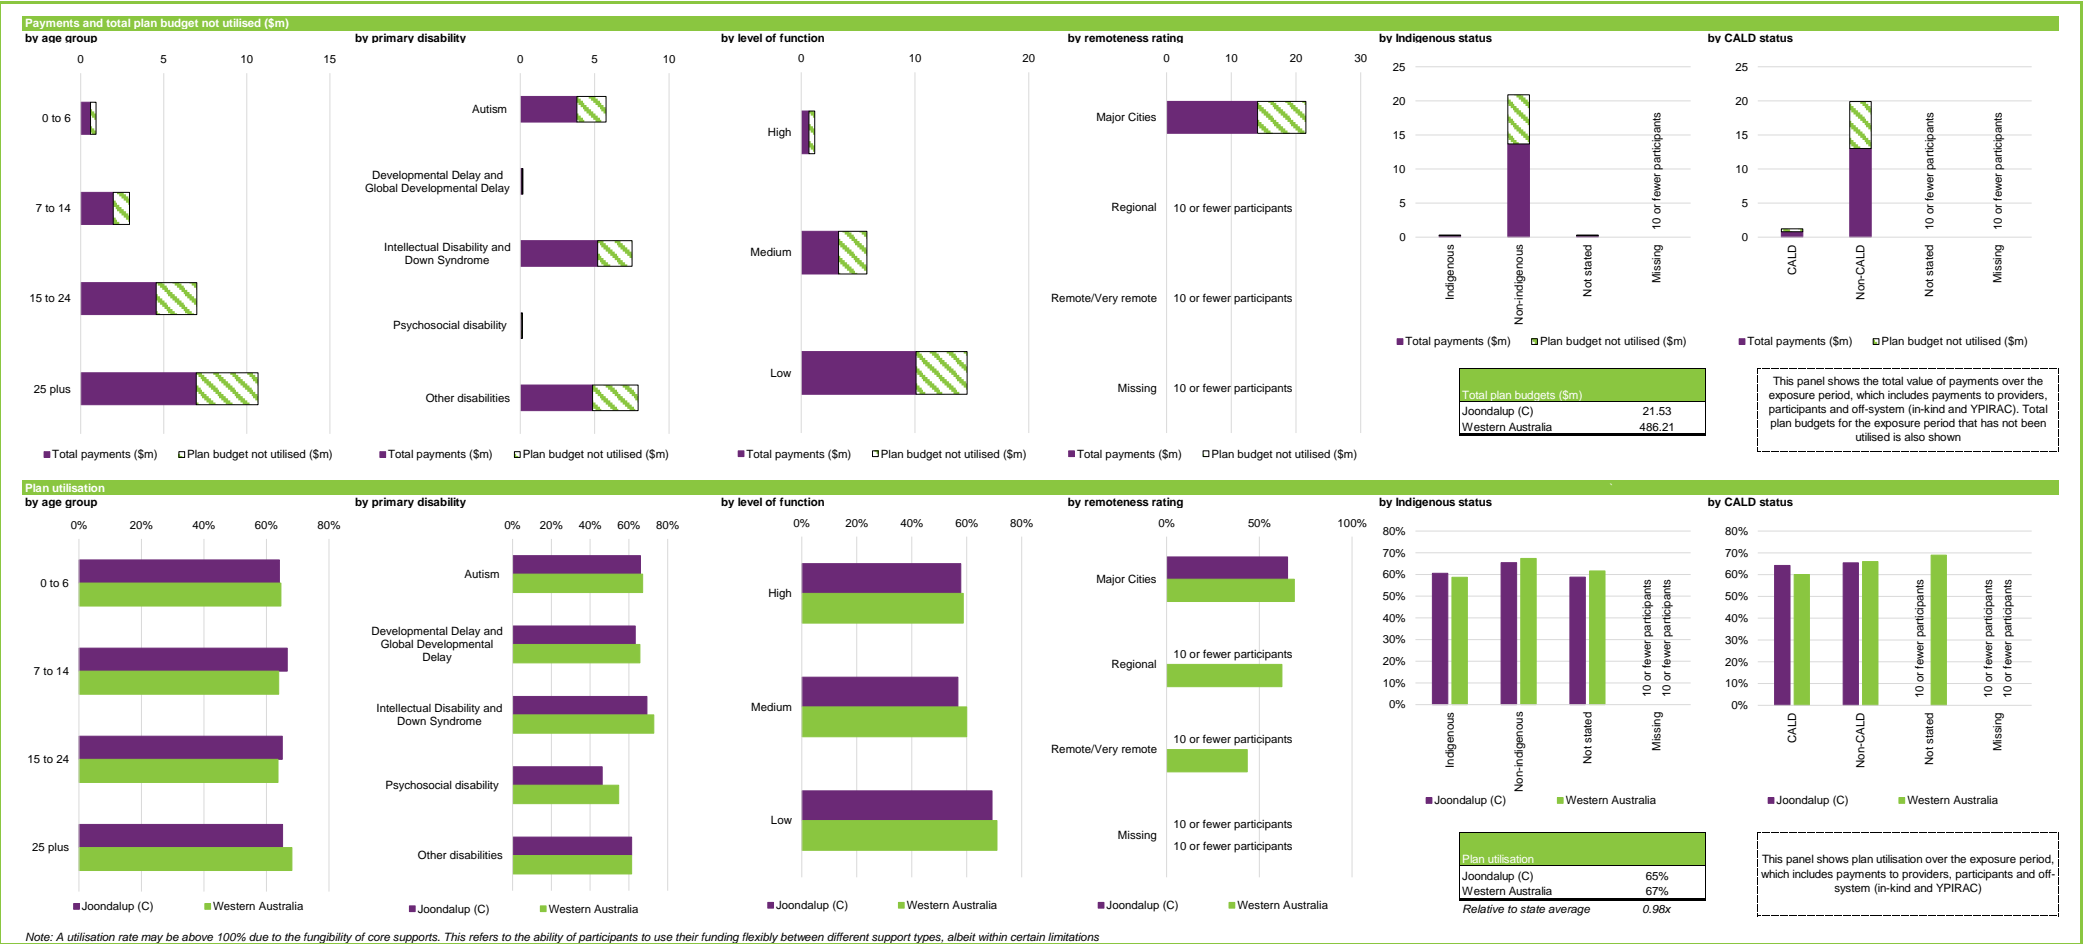 Payments and total plan budget not utilised ($m)
by age group
0 5 10 15
0 to 6
7 to 14
15 to 24
25 plus
Total payments ($m) Plan budget not utilised ($m)
by primary disability
0 5 10
Autism
Developmental Delay and
Global Developmental Delay
Intellectual Disability and
Down Syndrome
Psychosocial disability
Other disabilities
Total payments ($m) Plan budget not utilised ($m)
by level of function
0 10 20
High
Medium
Low
Total payments ($m) Plan budget not utilised ($m)
by remoteness rating
0 10 20 30
Major Cities
Regional 10 or fewer participants
Remote/Very remote 10 or fewer participants
Missing 10 or fewer participants
Total payments ($m) Plan budget not utilised ($m)
by Indigenous status
25
20
15
10
5
0
10 or fewer participants
Indigenous
Non-indigenous
Not stated
Missing
Total payments ($m) Plan budget not utilised ($m)
Total plan budgets ($m)
Joondalup (C) 21.53
Western Australia 486.21
by CALD status
25
20
15
10
5
0
10 or fewer participants
10 or fewer participants
CALD
Non-CALD
Not stated
Missing
Total payments ($m) Plan budget not utilised ($m)
This panel shows the total value of payments over the
exposure period, which includes payments to providers,
participants and off-system (in-kind and YPIRAC). Total
plan budgets for the exposure period that has not been
utilised is also shown
Plan utilisation
by age group
0% 20% 40% 60% 80%
0 to 6
7 to 14
15 to 24
25 plus
Joondalup (C) Western Australia
by primary disability
0% 20% 40% 60% 80%
Autism
Developmental Delay and
Global Developmental
Delay
Intellectual Disability and
Down Syndrome
Psychosocial disability
Other disabilities
Joondalup (C) Western Australia
by level of function
0% 20% 40% 60% 80%
High
Medium
Low
Joondalup (C) Western Australia
by remoteness rating
0% 50% 100%
Major Cities
Regional 10 or fewer participants
Remote/Very remote 10 or fewer participants
Missing 10 or fewer participants
10 or fewer participants
Joondalup (C) Western Australia
by Indigenous status
80%
70%
60%
50%
40%
30%
20%
10%
0%
10 or fewer participants
10 or fewer participants
Indigenous
Non-indigenous
Not stated
Missing
Joondalup (C) Western Australia
Plan utilisation
Joondalup (C) 65%
Western Australia 67%
Relative to state average 0.98x
by CALD status
80%
70%
60%
50%
40%
30%
20%
10%
0%
10 or fewer participants
10 or fewer participants
10 or fewer participants
CALD
Non-CALD
Not stated
Missing
Joondalup (C) Western Australia
This panel shows plan utilisation over the exposure period,
which includes payments to providers, participants and off-
system (in-kind and YPIRAC)
Note: A utilisation rate may be above 100% due to the fungibility of core supports. This refers to the ability of participants to use their funding flexibly between different support types, albeit within certain limitations